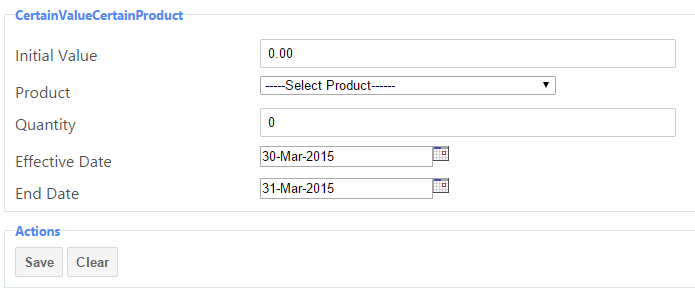 CertainValueCertainProduct
Initial Value 0.00
Product -----Select Product------
Quantity 0
Effective Date 30-Mar-2015
End Date 31-Mar-2015
Actions
Save Clear